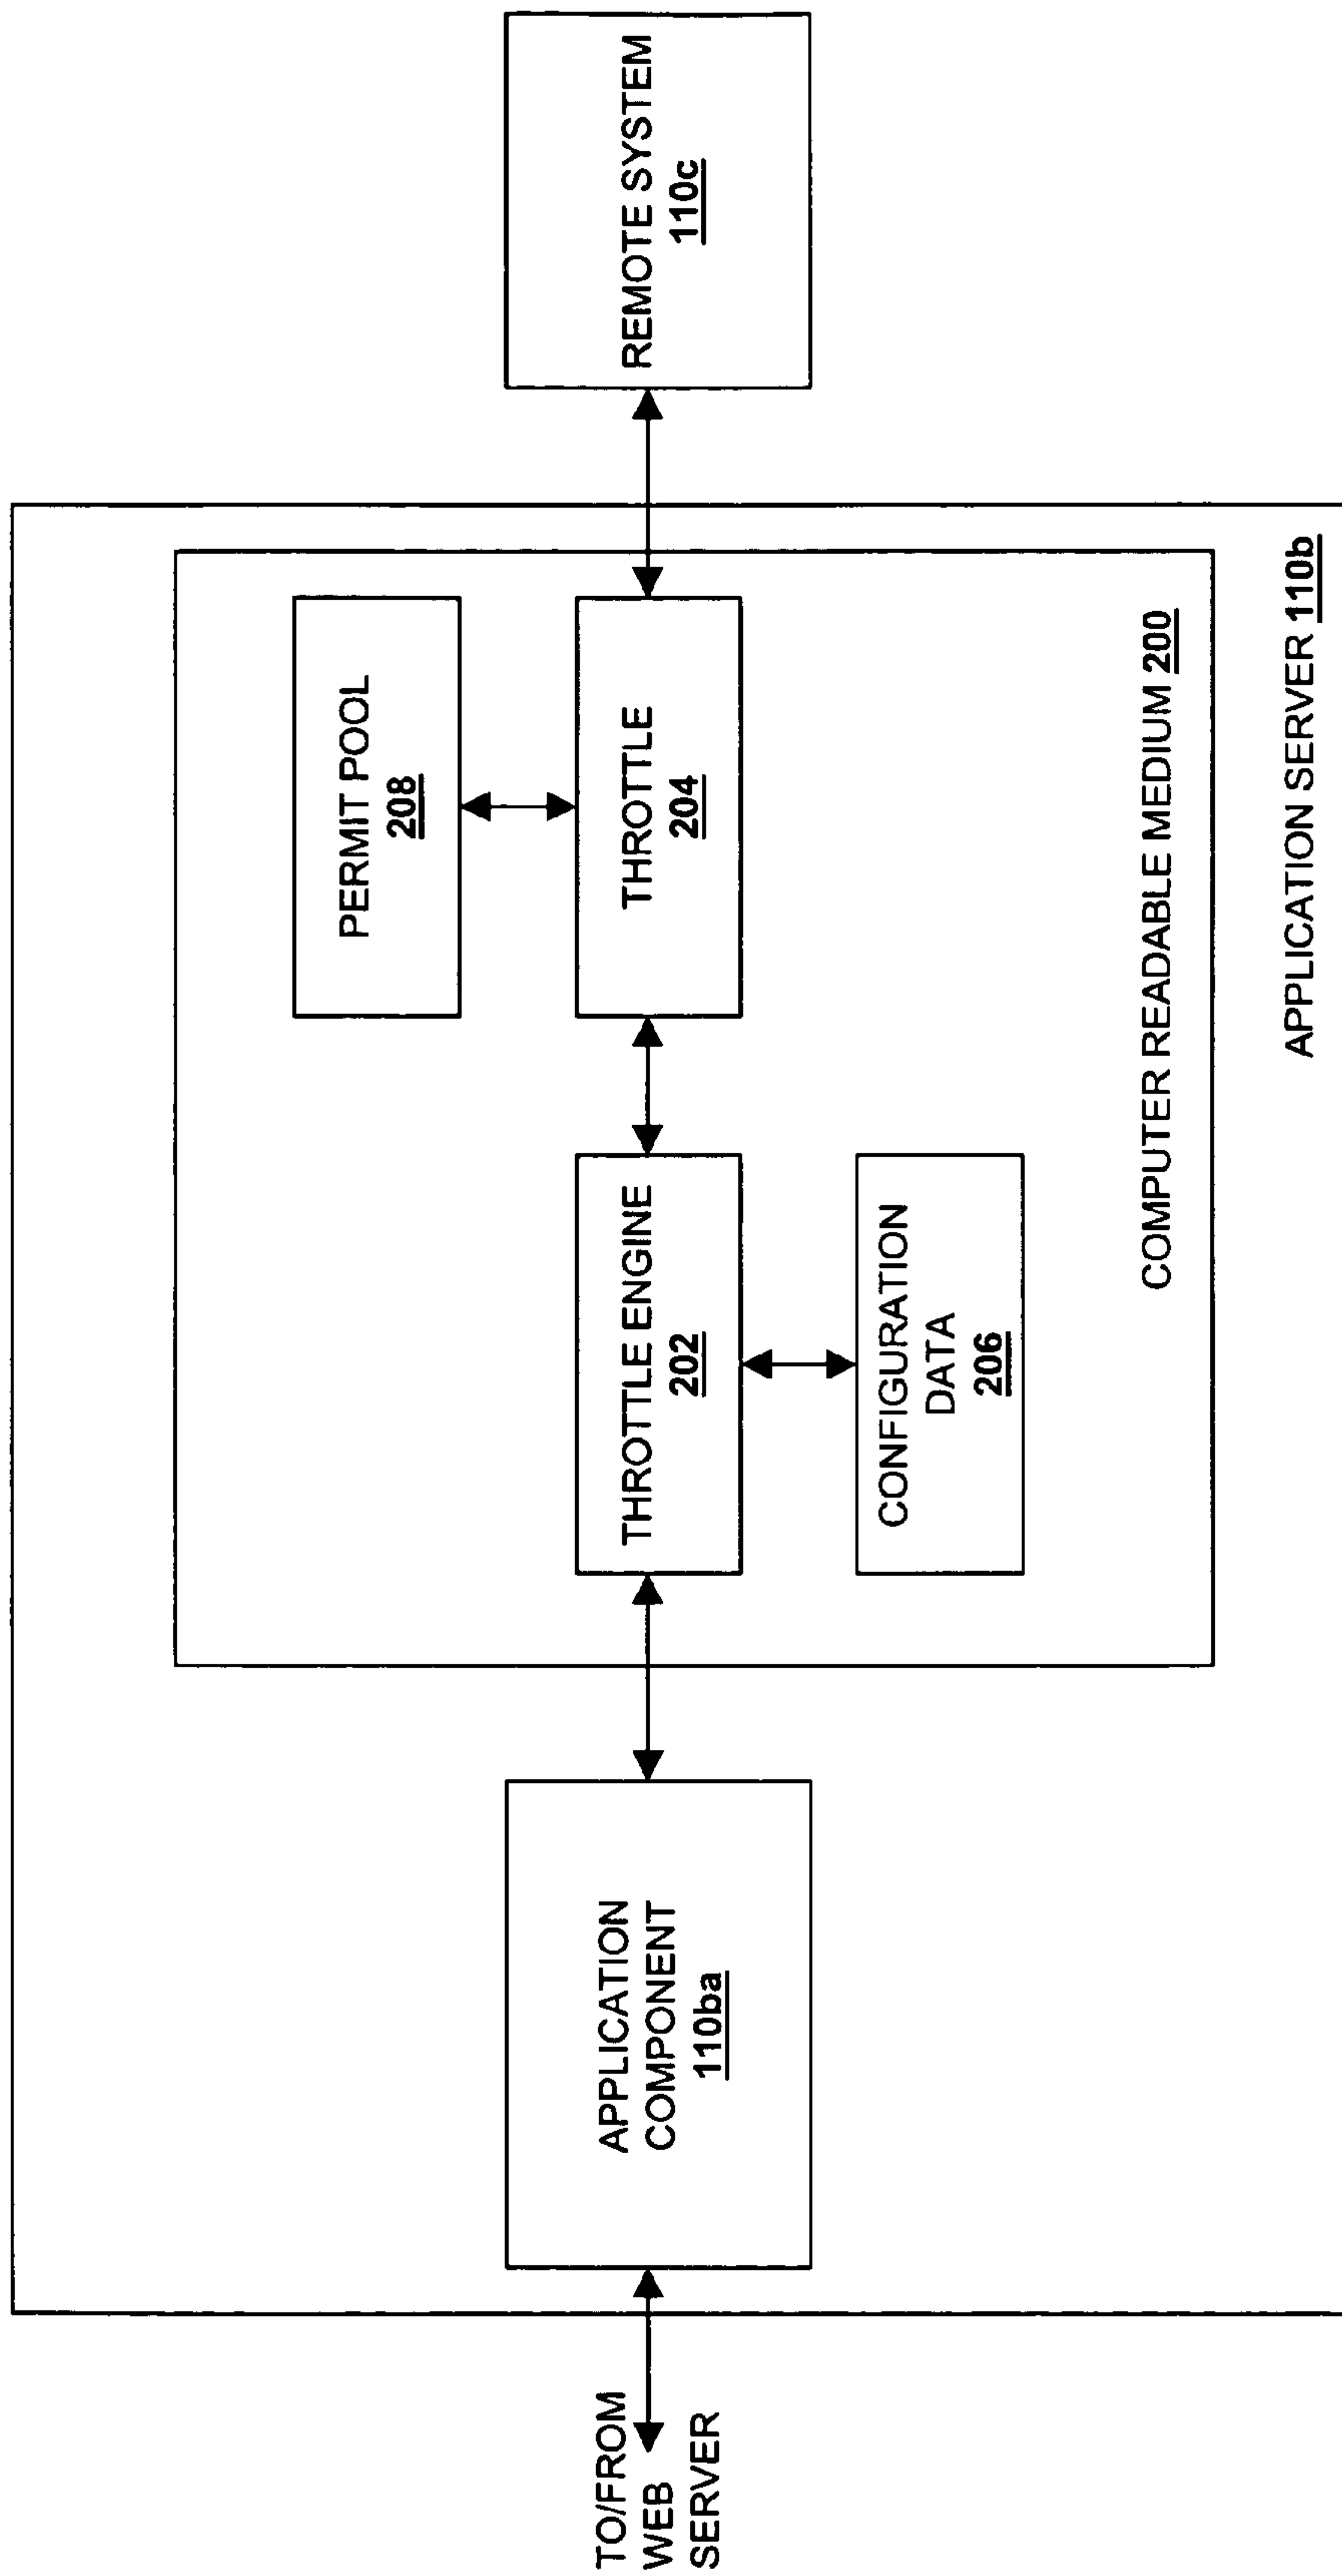 TO/FROM
WEB
SERVER
APPLICATION
COMPONENT
110ba
THROTTLE ENGINE
202
CONFIGURATION
DATA
206
PERMIT POOL
208
THROTTLE
204
COMPUTER READABLE MEDIUM 200
APPLICATION SERVER 110b
REMOTE SYSTEM
110c